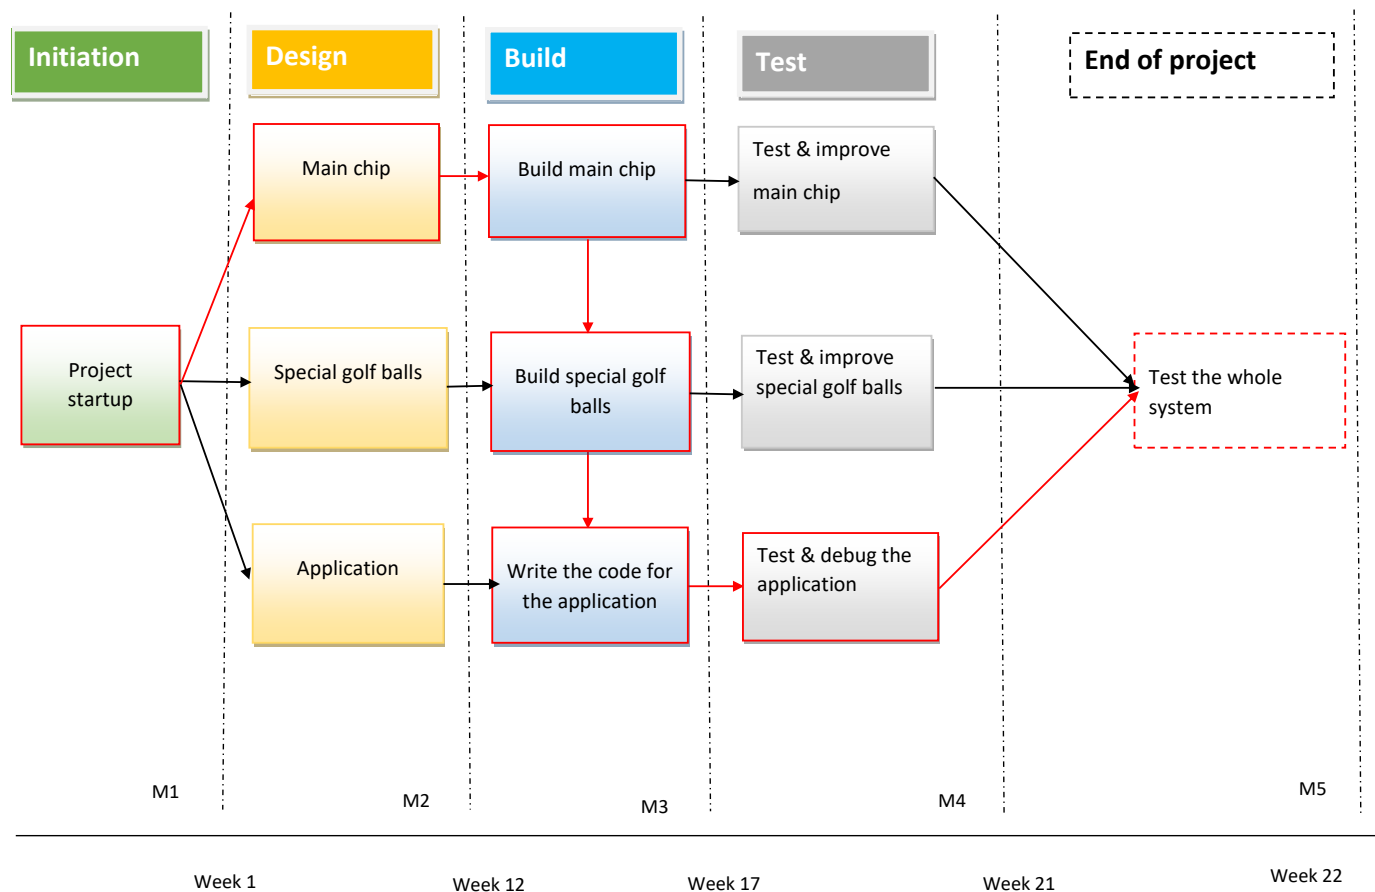 Initiation
Design
Build
Test
End of project
Main chip
Build main chip
Test & improve
main chip
Project
startup
Special golf balls
Build special golf
balls
Test & improve
special golf balls
Test the whole
system
Application
Write the code for
the application
Test & debug the
application
M1
M2
M3
M4
M5
Week 1
Week 12
Week 17
Week 21
Week 22